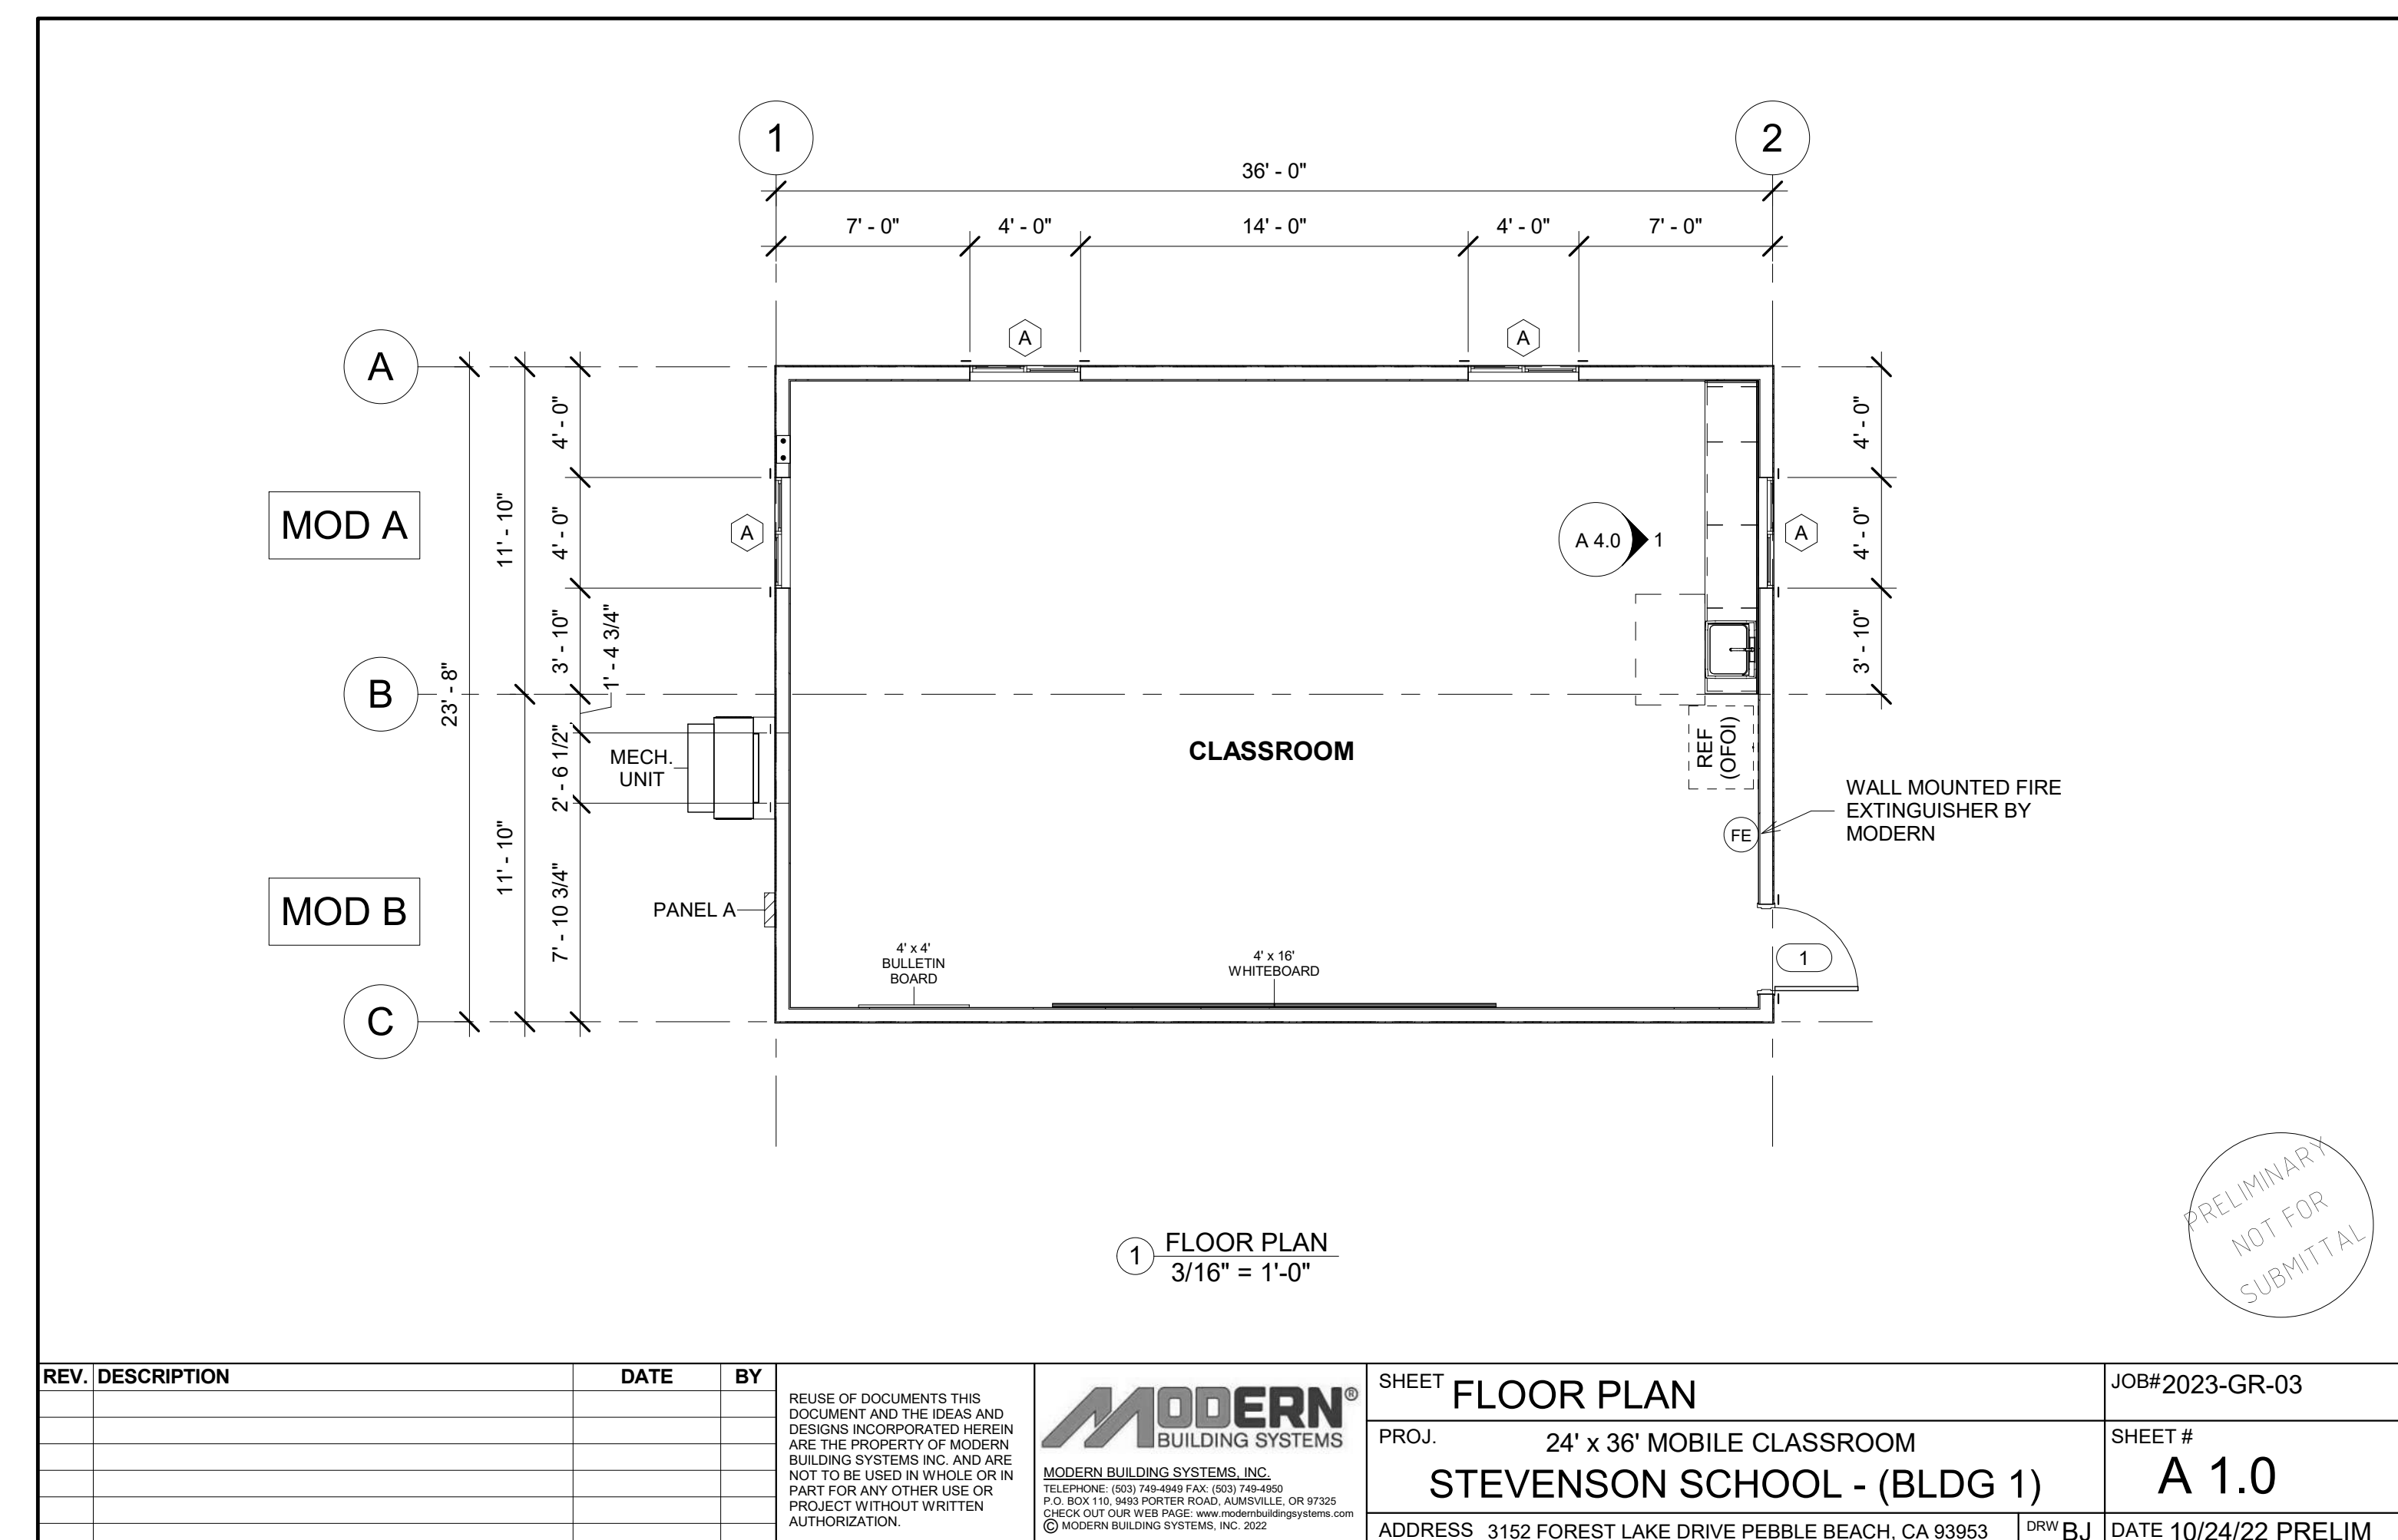 1
2
36' - 0"
7' - 0"
4' - 0"
14' - 0"
4' - 0"
7' - 0"
A
A
A
4' - 0"
4' - 0"
MOD A
11' - 10"
4' - 0"
A
A 4.0
1
A
4' - 0"
3' - 10"
1' - 4 3/4"
3' - 10"
B
23' - 8"
2' - 6 1/2"
MECH.
UNIT
CLASSROOM
REF
(OFOI)
WALL MOUNTED FIRE
EXTINGUISHER BY
MODERN
FE
11' - 10"
7' - 10 3/4"
MOD B
PANEL A
4' x 4'
BULLETIN
BOARD
4' x 16'
WHITEBOARD
1
C
PRELIMINARY
NOT FOR
SUBMITTAL
1
FLOOR PLAN
3/16" = 1'-0"
REV. DESCRIPTION DATE BY
REUSE OF DOCUMENTS THIS
DOCUMENT AND THE IDEAS AND
DESIGNS INCORPORATED HEREIN
ARE THE PROPERTY OF MODERN
BUILDING SYSTEMS INC. AND ARE
NOT TO BE USED IN WHOLE OR IN
PART FOR ANY OTHER USE OR
PROJECT WITHOUT WRITTEN
AUTHORIZATION.
MODERN®
BUILDING SYSTEMS
MODERN BUILDING SYSTEMS, INC.
TELEPHONE: (503) 749-4949 FAX: (503) 749-4950
P.O. BOX 110, 9493 PORTER ROAD, AUMSVILLE, OR 97325
CHECK OUT OUR WEB PAGE: www.modernbuildingsystems.com
© MODERN BUILDING SYSTEMS, INC. 2022
SHEET FLOOR PLAN
PROJ. 24' x 36' MOBILE CLASSROOM
STEVENSON SCHOOL - (BLDG 1)
ADDRESS 3152 FOREST LAKE DRIVE PEBBLE BEACH, CA 93953
DRW BJ
JOB# 2023-GR-03
SHEET #
A 1.0
DATE 10/24/22 PRELIM